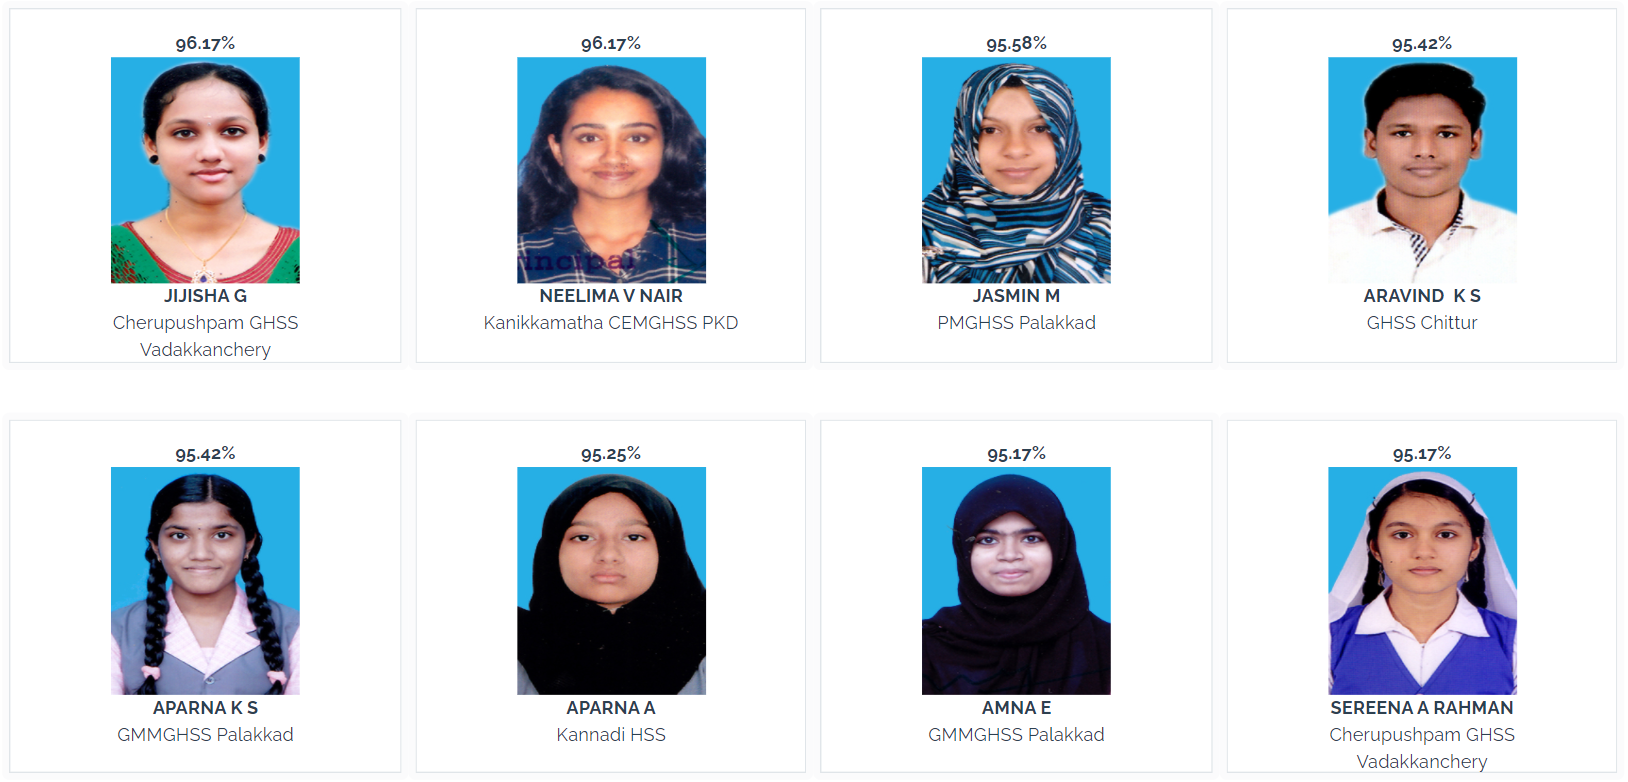 96.17%
JIJISHA G
Cherupushpam GHSS
Vadakkanchery
96.17%
incipal
NEELIMA V NAIR
Kanikkamatha CEMGHSS PKD
95.58%
JASMIN M
PMGHSS Palakkad
95.42%
ARAVIND K S
GHSS Chittur
95.42%
APARNA K S
GMMGHSS Palakkad
95.25%
APARNA A
Kannadi HSS
95.17%
AMNA E
GMMGHSS Palakkad
95.17%
SEREENA A RAHMAN
Cherupushpam GHSS
Vadakkanchery